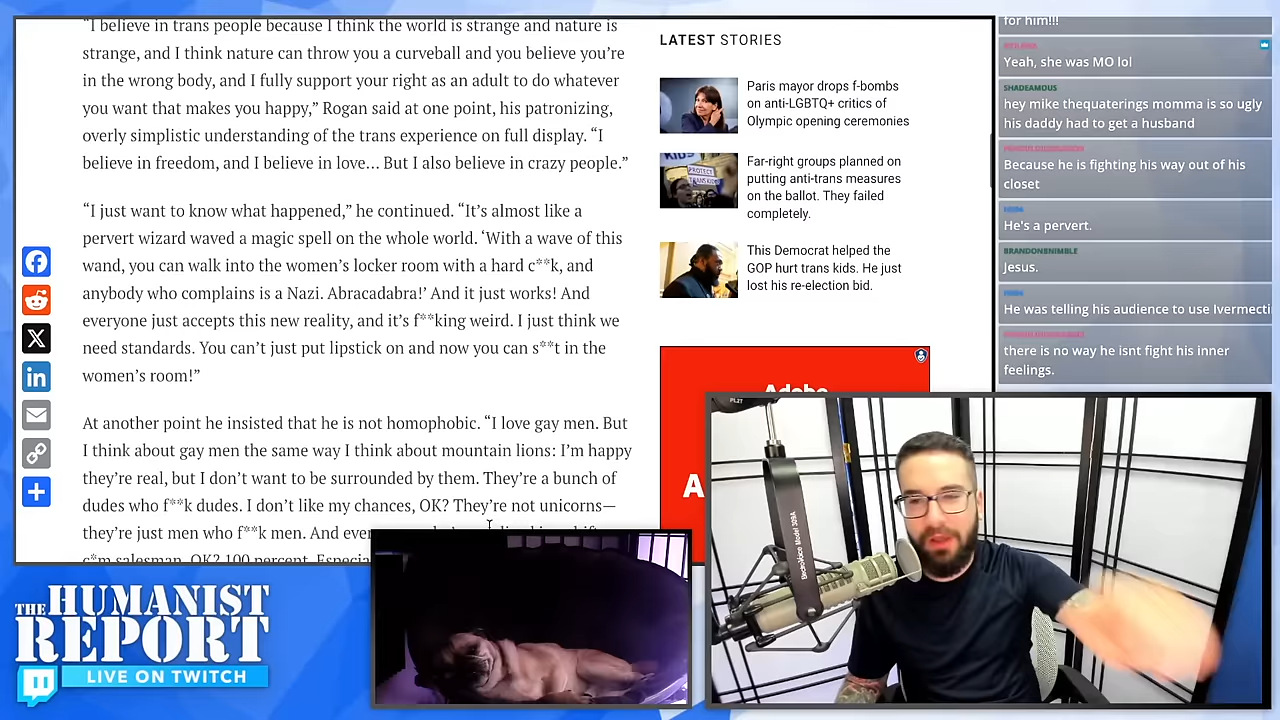 “I believe in trans people because I think the world is strange and nature is
strange, and I think nature can throw you a curveball and you believe you’re
in the wrong body, and I fully support your right as an adult to do whatever
you want that makes you happy,” Rogan said at one point, his patronizing,
overly simplistic understanding of the trans experience on full display. “I
believe in freedom, and I believe in love. But I also believe in crazy people.”
“I just want to know what happened,” he continued. “It’s almost like a
pervert wizard waved a magic spell on the whole world. ‘With a wave of this
wand, you can walk into the women’s locker room with a hard c**k, and
anybody who complains is a Nazi. Abracadabra!’ And it just works! And
everyone just accepts this new reality, and it’s f**king weird. I just think we
need standards. You can’t just put lipstick on and now you can s**t in the
women’s room!”
At another point he insisted that he is not homophobic. “I love gay men. But
I think about gay men the same way I think about mountain lions: I’m happy
they’re real, but I don’t want to be surrounded by them. They’re a bunch of
dudes who f**k dudes. I don’t like my chances, OK? They’re not unicorns—
they’re just men who f**k men. And
salesman. OK? 100 percent.
LATEST STORIES
Paris mayor drops f-bombs
on anti-LGBTQ+ critics of
Olympic opening ceremonies
KIDS
PROTECT
TRANS KIDS
Far-right groups planned on
putting anti-trans measures
on the ballot. They failed
completely.
This Democrat helped the
GOP hurt trans kids. He just
lost his re-election bid.
Adobe
A
for him!!!
Yeah, she was MO lol
SHADEAMOUS
hey mike thequaterings momma is so ugly
his daddy had to get a husband
Because he is fighting his way out of his
closet
He's a pervert.
BRANDONBNIMBLE
Jesus.
He was telling his audience to use Ivermecti
there is no way he isnt fight his inner
feelings.
THE HUMANIST
REPORT
LIVE ON TWITCH
PL2T
Electro-Voice Model 309A